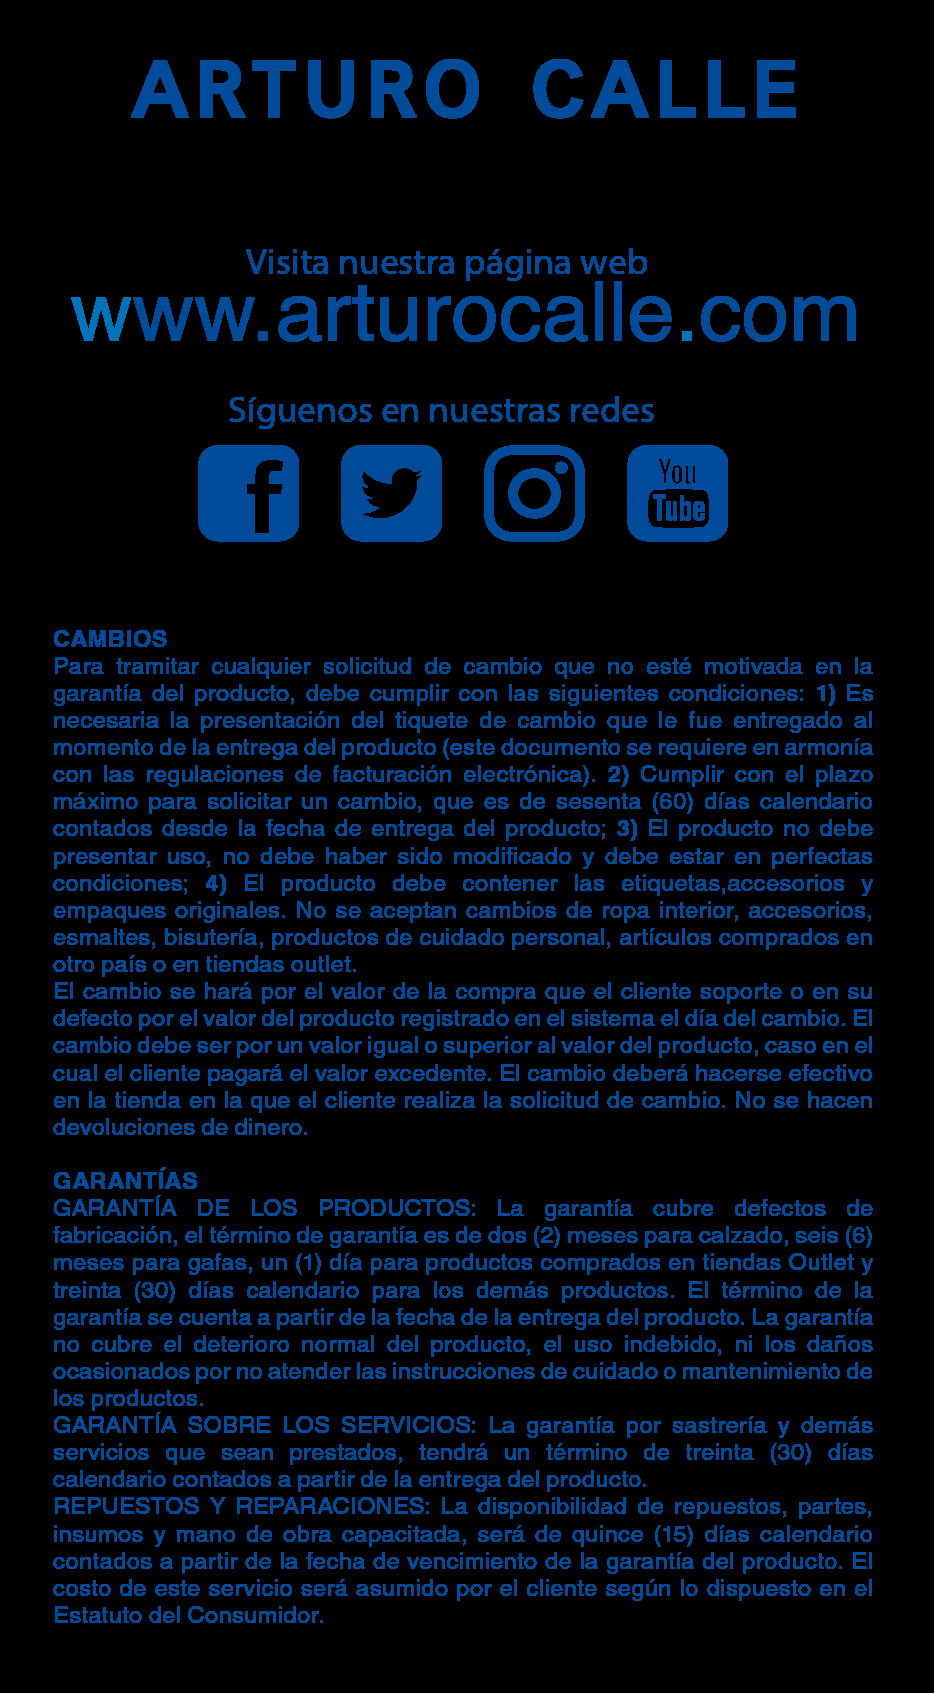 ARTURO CALLE
Visita nuestra página web
www.arturocalle.com
Síguenos en nuestras redes
f
You
Tube
CAMBIOS
Para tramitar cualquier solicitud de cambio que no esté motivada en la
garantía del producto, debe cumplir con las siguientes condiciones: 1) Es
necesaria la presentación del tiquete de cambio que le fue entregado al
momento de la entrega del producto (este documento se requiere en armonía
con las regulaciones de facturación electrónica). 2) Cumplir con el plazo
máximo para solicitar un cambio, que es de sesenta (60) días calendario
contados desde la fecha de entrega del producto; 3) El producto no debe
presentar uso, no debe haber sido modificado y debe estar en perfectas
condiciones; 4) El producto debe contener las etiquetas,accesorios y
empaques originales. No se aceptan cambios de ropa interior, accesorios,
esmaltes, bisutería, productos de cuidado personal, artículos comprados en
otro país o en tiendas outlet.
El cambio se hará por el valor de la compra que el cliente soporte o en su
defecto por el valor del producto registrado en el sistema el día del cambio. El
cambio debe ser por un valor igual o superior al valor del producto, caso en el
cual el cliente pagará el valor excedente. El cambio deberá hacerse efectivo
en la tienda en la que el cliente realiza la solicitud de cambio. No se hacen
devoluciones de dinero.
GARANTÍAS
GARANTÍA DE LOS PRODUCTOS: La garantía cubre defectos de
fabricación, el término de garantía es de dos (2) meses para calzado, seis (6)
meses para gafas, un (1) día para productos comprados en tiendas Outlet y
treinta (30) días calendario para los demás productos. El término de la
garantía se cuenta a partir de la fecha de la entrega del producto. La garantía
no cubre el deterioro normal del producto, el uso indebido, ni los daños
ocasionados por no atender las instrucciones de cuidado o mantenimiento de
los productos.
GARANTÍA SOBRE LOS SERVICIOS: La garantía por sastrería y demás
servicios que sean prestados, tendrá un término de treinta (30) días
calendario contados a partir de la entrega del producto.
REPUESTOS Y REPARACIONES: La disponibilidad de repuestos, partes,
insumos y mano de obra capacitada, será de quince (15) días calendario
contados a partir de la fecha de vencimiento de la garantía del producto. El
costo de este servicio será asumido por el cliente según lo dispuesto en el
Estatuto del Consumidor.